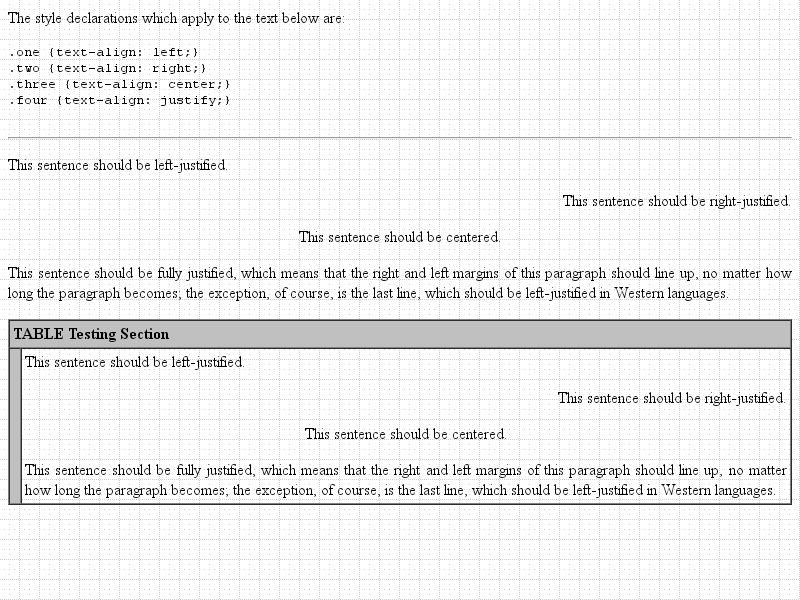 The style declarations which apply to the text below are:
.one {text-align: left;}
.two {text-align: right;}
.three {text-align: center;}
.four {text-align: justify;}
This sentence should be left-justified.
This sentence should be right-justified.
This sentence should be centered.
This sentence should be fully justified, which means that the right and left margins of this paragraph should line up, no matter how
long the paragraph becomes; the exception, of course, is the last line, which should be left-justified in Western languages.
TABLE Testing Section
This sentence should be left-justified.
This sentence should be right-justified.
This sentence should be centered.
This sentence should be fully justified, which means that the right and left margins of this paragraph should line up, no matter
how long the paragraph becomes; the exception, of course, is the last line, which should be left-justified in Western languages.